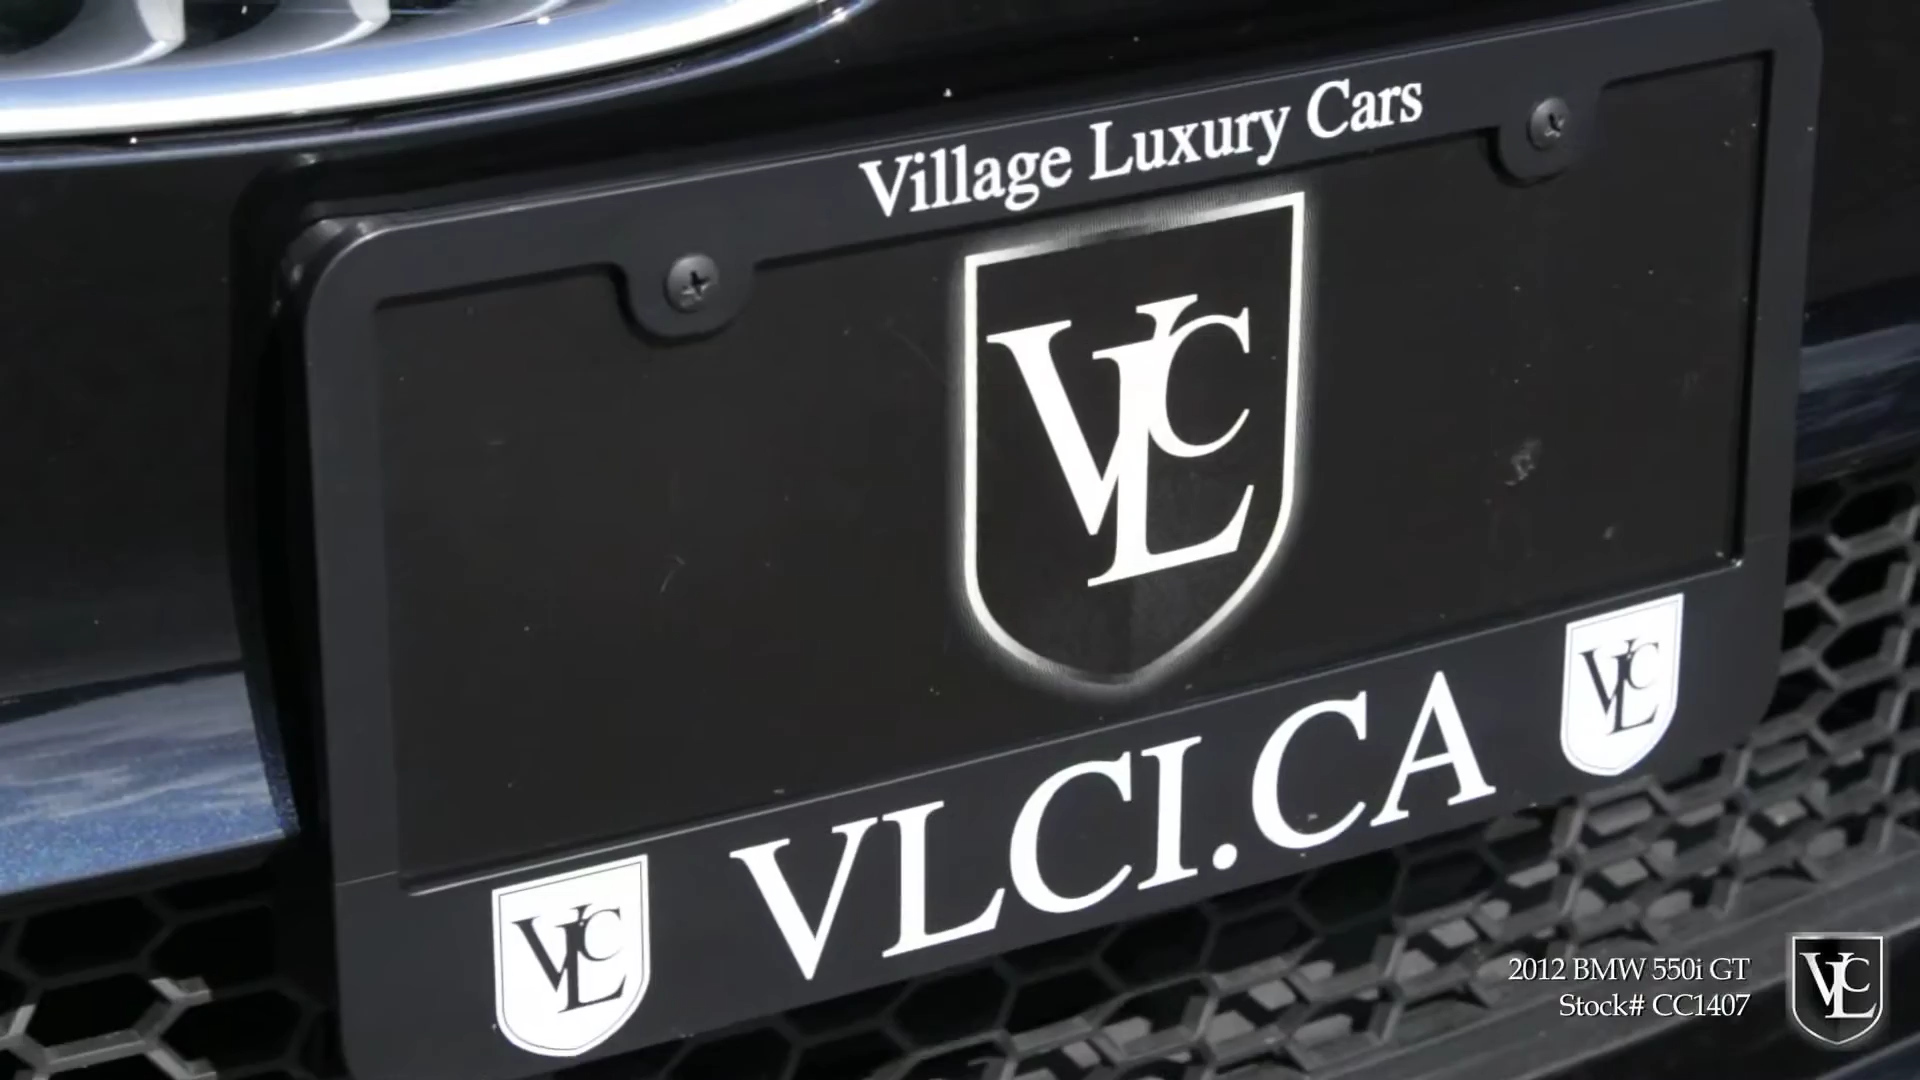 Village Luxury Cars
VLC
VLCI.CA
VLC
VLC
2012 BMW 550i GT
Stock# CC1407
VLC